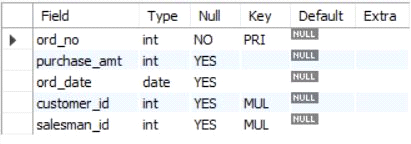 Field Type Null Key Default Extra
ord_no int NO PRI NULL
purchase_amt int YES NULL
ord_date date YES NULL
customer_id int YES MUL NULL
salesman_id int YES MUL NULL